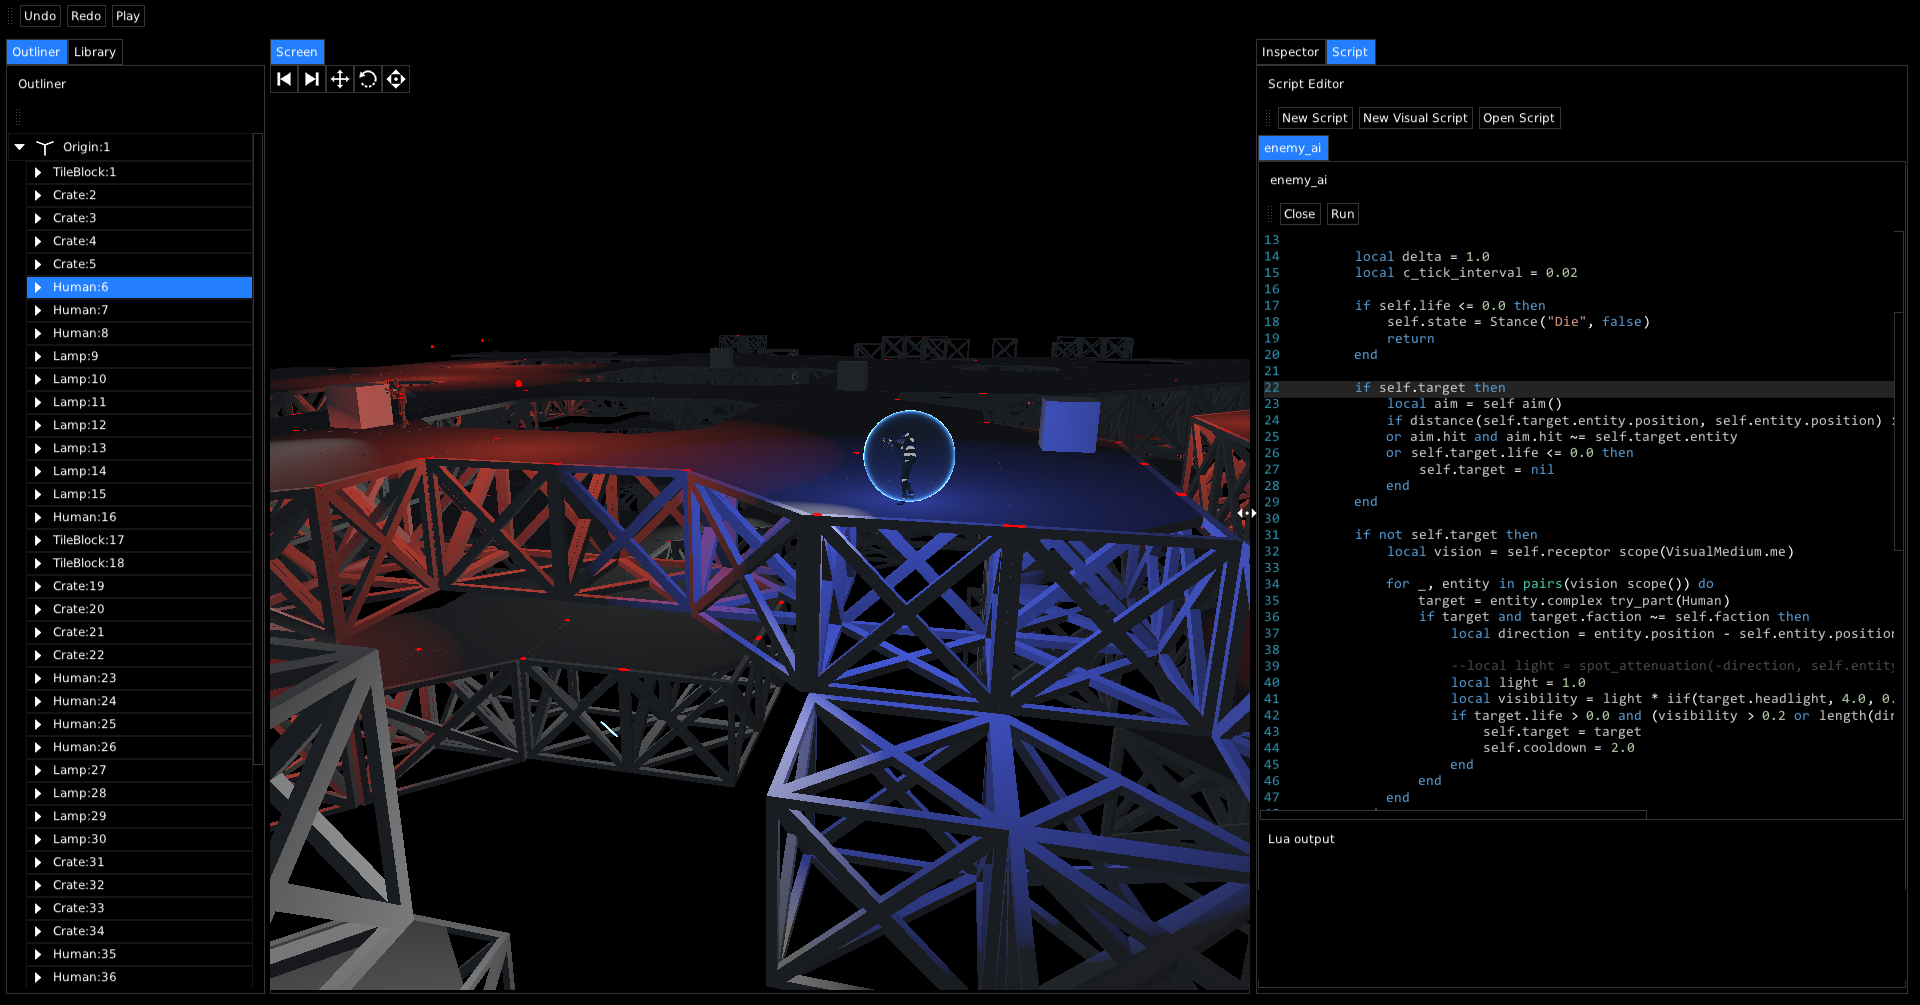 Undo Redo Play
Outliner Library
Outliner
Origin:1
TileBlock:1
Crate:2
Crate:3
Crate:4
Crate:5
Human:6
Human:7
Human:8
Lamp:9
Lamp:10
Lamp:11
Lamp:12
Lamp:13
Lamp:14
Lamp:15
Human:16
TileBlock:17
TileBlock:18
Crate:19
Crate:20
Crate:21
Crate:22
Human:23
Human:24
Human:25
Human:26
Lamp:27
Lamp:28
Lamp:29
Lamp:30
Crate:31
Crate:32
Crate:33
Crate:34
Human:35
Human:36
Screen
Inspector Script
Script Editor
New Script New Visual Script Open Script
enemy_ai
enemy_ai
Close Run
13
14 local delta = 1.0
15 local c_tick_interval = 0.02
16
17 if self.life <= 0.0 then
18 self.state = Stance("Die", false)
19 return
20 end
21
22 if self.target then
23 local aim = self aim()
24 if distance(self.target.entity.position, self.entity.position)
25 or aim.hit and aim.hit ~= self.target.entity
26 or self.target.life <= 0.0 then
27 self.target = nil
28 end
29 end
30
31 if not self.target then
32 local vision = self.receptor scope(VisualMedium.me)
33
34 for _, entity in pairs(vision scope()) do
35 target = entity.complex try_part(Human)
36 if target and target.faction ~= self.faction then
37 local direction = entity.position - self.entity.position
38
39 --local light = spot_attenuation(-direction, self.entity
40 local light = 1.0
41 local visibility = light * iif(target.headlight, 4.0, 0.
42 if target.life > 0.0 and (visibility > 0.2 or length(dir
43 self.target = target
44 self.cooldown = 2.0
45 end
46 end
47 end
Lua output